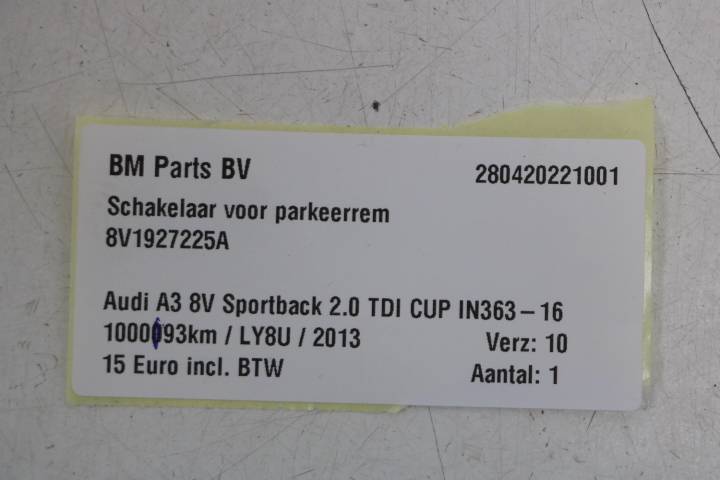 BM Parts BV
280420221001
Schakelaar voor parkeerrem
8V1927225A
Audi A3 8V Sportback 2.0 TDI CUP IN363-16
1000093km / LY8U / 2013
Verz: 10
15 Euro incl. BTW
Aantal: 1